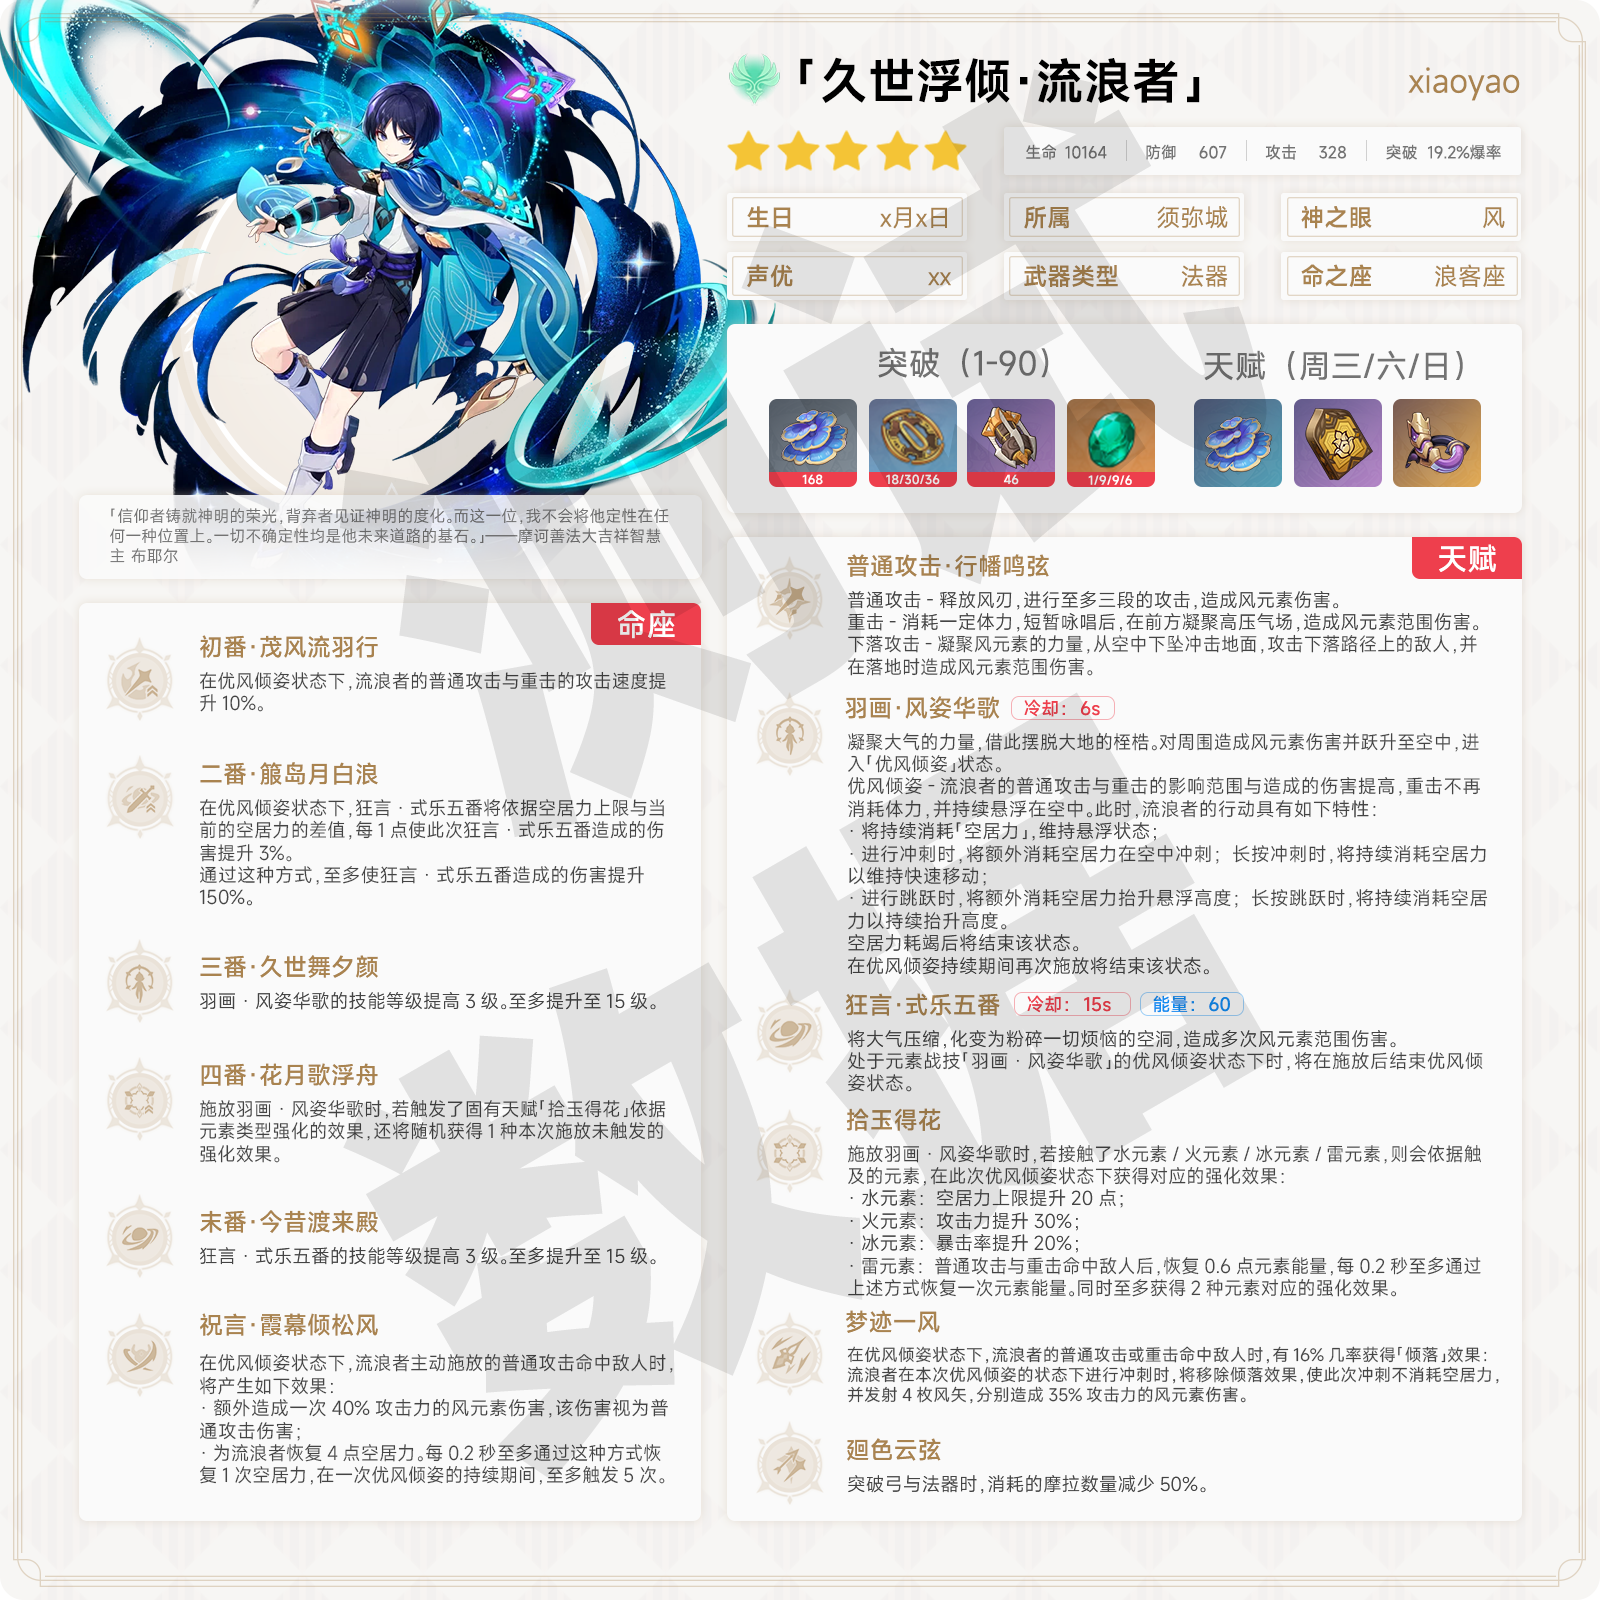 「久世浮倾·流浪者」
xiaoyao
生命 10164 防御 607 攻击 328 突破 19.2%爆率
生日 x月x日 所属 须弥城 神之眼 风
声优 xx 武器类型 法器 命之座 浪客座
突破（1-90） 天赋（周三/六/日）
168 18/30/36 46 1/9/9/6
「信仰者铸就神明的荣光,背弃者见证神明的度化。而这一位,我不会将他定性在任
何一种位置上。一切不确定性均是他未来道路的基石。」——摩诃善法大吉祥智慧
主 布耶尔
命座
初番·茂风流羽行
在优风倾姿状态下,流浪者的普通攻击与重击的攻击速度提
升 10%。
二番·箙岛月白浪
在优风倾姿状态下,狂言 · 式乐五番将依据空居力上限与当
前的空居力的差值,每 1 点使此次狂言 · 式乐五番造成的伤
害提升 3%。
通过这种方式,至多使狂言 · 式乐五番造成的伤害提升
150%。
三番·久世舞夕颜
羽画 · 风姿华歌的技能等级提高 3 级。至多提升至 15 级。
四番·花月歌浮舟
施放羽画 · 风姿华歌时,若触发了固有天赋「拾玉得花」依据
元素类型强化的效果,还将随机获得 1 种本次施放未触发的
强化效果。
末番·今昔渡来殿
狂言 · 式乐五番的技能等级提高 3 级。至多提升至 15 级。
祝言·霞幕倾松风
在优风倾姿状态下,流浪者主动施放的普通攻击命中敌人时,
将产生如下效果：
· 额外造成一次 40% 攻击力的风元素伤害,该伤害视为普
通攻击伤害；
· 为流浪者恢复 4 点空居力。每 0.2 秒至多通过这种方式恢
复 1 次空居力,在一次优风倾姿的持续期间,至多触发 5 次。
天赋
普通攻击·行幡鸣弦
普通攻击 - 释放风刃,进行至多三段的攻击,造成风元素伤害。
重击 - 消耗一定体力,短暂咏唱后,在前方凝聚高压气场,造成风元素范围伤害。
下落攻击 - 凝聚风元素的力量,从空中下坠冲击地面,攻击下落路径上的敌人,并
在落地时造成风元素范围伤害。
羽画·风姿华歌 冷却：6s
凝聚大气的力量,借此摆脱大地的桎梏。对周围造成风元素伤害并跃升至空中,进
入「优风倾姿」状态。
优风倾姿 - 流浪者的普通攻击与重击的影响范围与造成的伤害提高,重击不再
消耗体力,并持续悬浮在空中。此时,流浪者的行动具有如下特性：
· 将持续消耗「空居力」,维持悬浮状态；
· 进行冲刺时,将额外消耗空居力在空中冲刺；长按冲刺时,将持续消耗空居力
以维持快速移动；
· 进行跳跃时,将额外消耗空居力抬升悬浮高度；长按跳跃时,将持续消耗空居
力以持续抬升高度。
空居力耗竭后将结束该状态。
在优风倾姿持续期间再次施放将结束该状态。
狂言·式乐五番 冷却：15s 能量：60
将大气压缩,化变为粉碎一切烦恼的空洞,造成多次风元素范围伤害。
处于元素战技「羽画 · 风姿华歌」的优风倾姿状态下时,将在施放后结束优风倾
姿状态。
拾玉得花
施放羽画 · 风姿华歌时,若接触了水元素 / 火元素 / 冰元素 / 雷元素,则会依据触
及的元素,在此次优风倾姿状态下获得对应的强化效果：
· 水元素：空居力上限提升 20 点；
· 火元素：攻击力提升 30%；
· 冰元素：暴击率提升 20%；
· 雷元素：普通攻击与重击命中敌人后,恢复 0.6 点元素能量,每 0.2 秒至多通过
上述方式恢复一次元素能量。同时至多获得 2 种元素对应的强化效果。
梦迹一风
在优风倾姿状态下,流浪者的普通攻击或重击命中敌人时,有 16% 几率获得「倾落」效果：
流浪者在本次优风倾姿的状态下进行冲刺时,将移除倾落效果,使此次冲刺不消耗空居力,
并发射 4 枚风矢,分别造成 35% 攻击力的风元素伤害。
廻色云弦
突破弓与法器时,消耗的摩拉数量减少 50%。
测试
数据